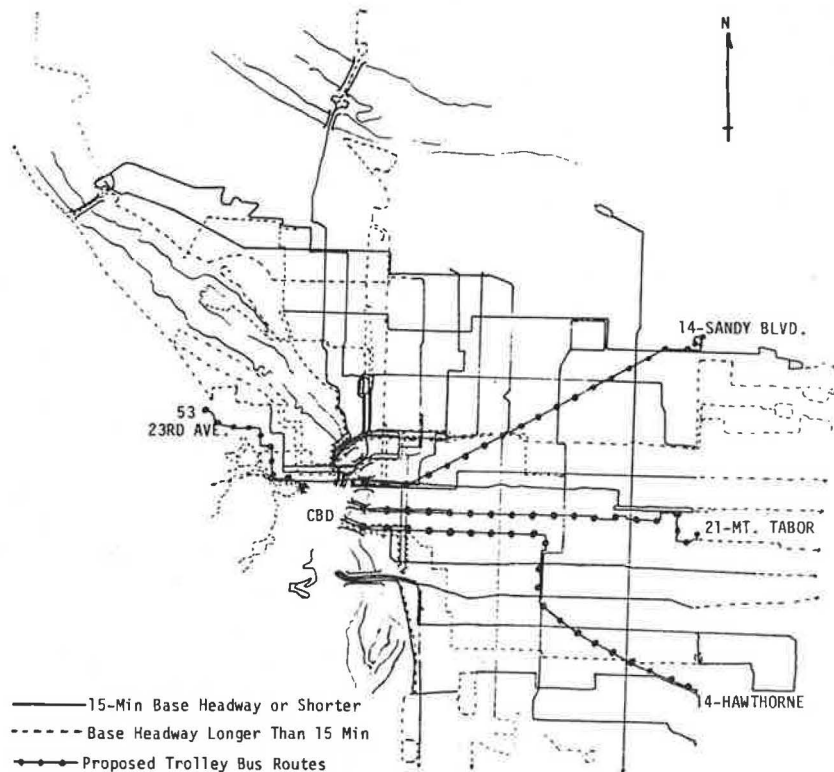 N
14-SANDY BLVD.
53
23RD AVE.
CBD
21-MT. TABOR
14-HAWTHORNE
15-Min Base Headway or Shorter
Base Headway Longer Than 15 Min
Proposed Trolley Bus Routes